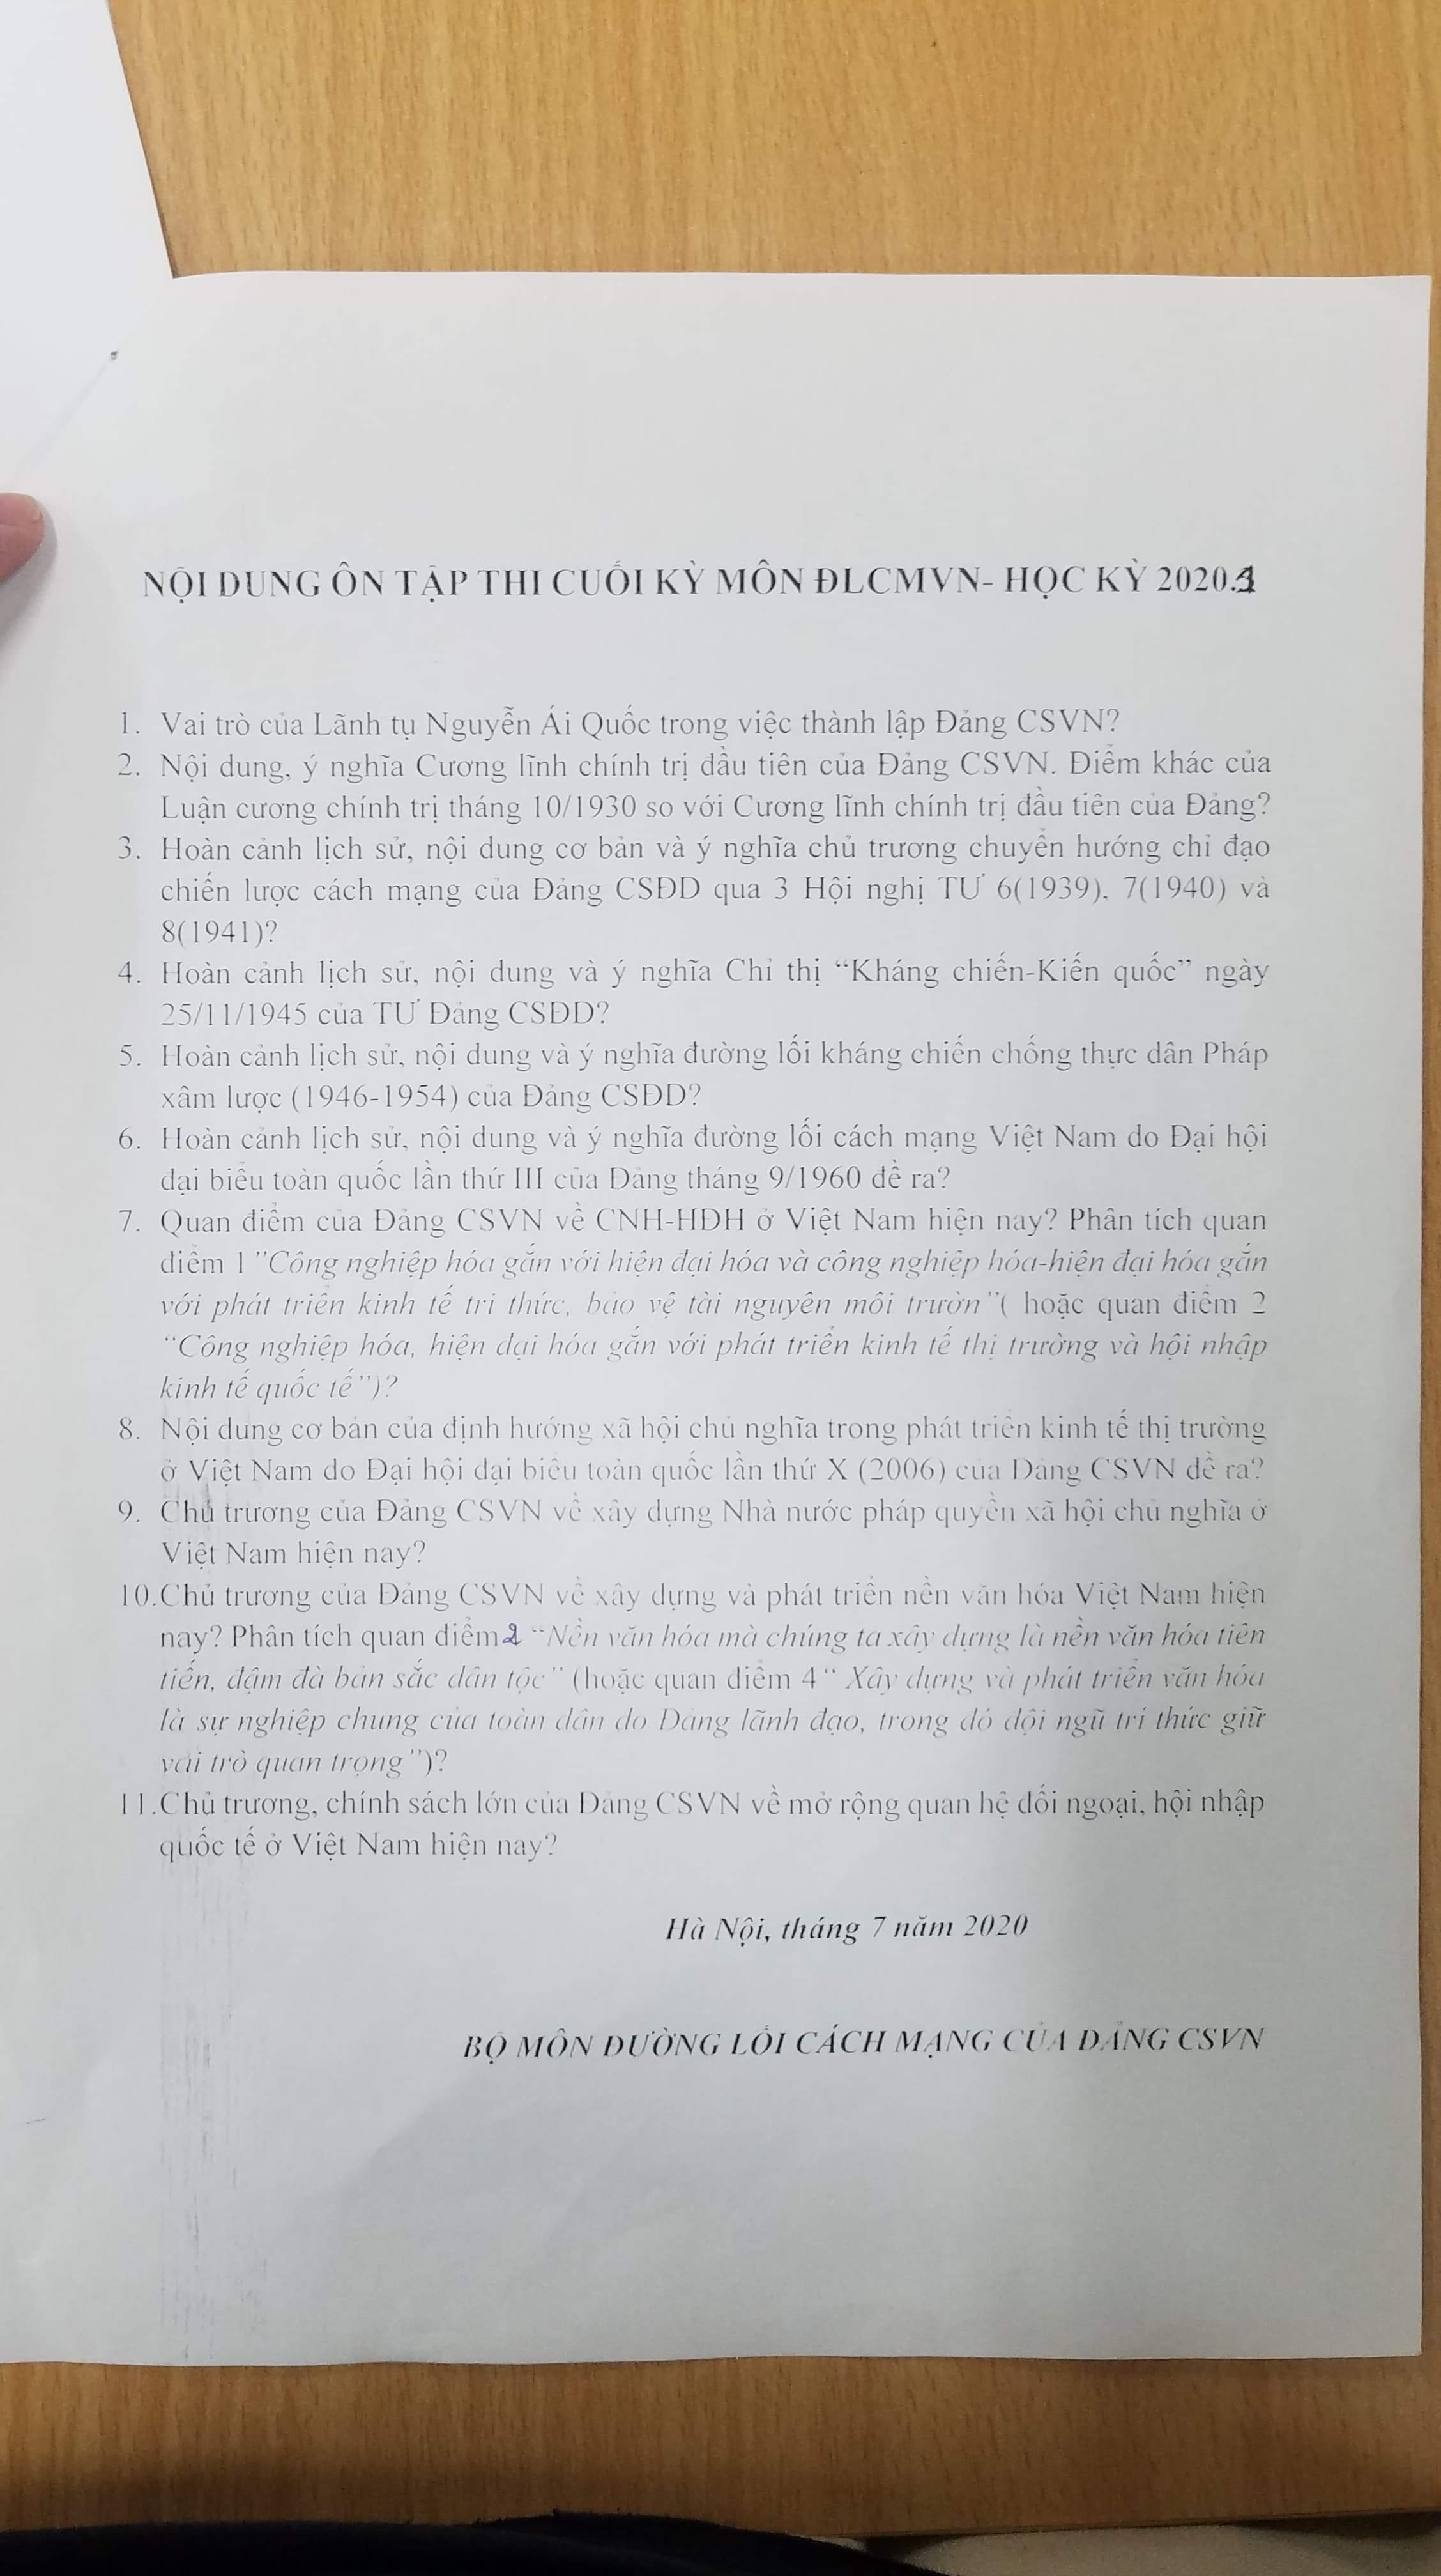 NỘI DUNG ÔN TẬP THI CUỐI KỲ MÔN ĐLCMVN- HỌC KỲ 2020.1
1. Vai trò của Lãnh tụ Nguyễn Ái Quốc trong việc thành lập Đảng CSVN?
2. Nội dung, ý nghĩa Cương lĩnh chính trị đầu tiên của Đảng CSVN. Điểm khác của
Luận cương chính trị tháng 10/1930 so với Cương lĩnh chính trị đầu tiên của Đảng?
3. Hoàn cảnh lịch sử, nội dung cơ bản và ý nghĩa chủ trương chuyển hướng chỉ đạo
chiến lược cách mạng của Đảng CSĐD qua 3 Hội nghị TƯ 6(1939), 7(1940) và
8(1941)?
4. Hoàn cảnh lịch sử, nội dung và ý nghĩa Chỉ thị “Kháng chiến-Kiến quốc” ngày
25/11/1945 của TƯ Đảng CSĐD?
5. Hoàn cảnh lịch sử, nội dung và ý nghĩa đường lối kháng chiến chống thực dân Pháp
xâm lược (1946-1954) của Đảng CSĐD?
6. Hoàn cảnh lịch sử, nội dung và ý nghĩa đường lối cách mạng Việt Nam do Đại hội
đại biểu toàn quốc lần thứ III của Đảng tháng 9/1960 đề ra?
7. Quan điểm của Đảng CSVN về CNH-HĐH ở Việt Nam hiện nay? Phân tích quan
điểm 1 ”Công nghiệp hóa gắn với hiện đại hóa và công nghiệp hóa-hiện đại hóa gắn
với phát triển kinh tế tri thức, bảo vệ tài nguyên môi trườn”( hoặc quan điểm 2
“Công nghiệp hóa, hiện đại hóa gắn với phát triển kinh tế thị trường và hội nhập
kinh tế quốc tế”)?
8. Nội dung cơ bản của định hướng xã hội chủ nghĩa trong phát triển kinh tế thị trường
ở Việt Nam do Đại hội đại biểu toàn quốc lần thứ X (2006) của Đảng CSVN đề ra?
9. Chủ trương của Đảng CSVN về xây dựng Nhà nước pháp quyền xã hội chủ nghĩa ở
Việt Nam hiện nay?
10.Chủ trương của Đảng CSVN về xây dựng và phát triển nền văn hóa Việt Nam hiện
nay? Phân tích quan điểm 2 “Nền văn hóa mà chúng ta xây dựng là nền văn hóa tiên
tiến, đậm đà bản sắc dân tộc” (hoặc quan điểm 4“ Xây dựng và phát triển văn hóa
là sự nghiệp chung của toàn dân do Đảng lãnh đạo, trong đó đội ngũ trí thức giữ
vai trò quan trọng”)?
11.Chủ trương, chính sách lớn của Đảng CSVN về mở rộng quan hệ đối ngoại, hội nhập
quốc tế ở Việt Nam hiện nay?
Hà Nội, tháng 7 năm 2020
BỘ MÔN ĐƯỜNG LỐI CÁCH MẠNG CỦA ĐẢNG CSVN